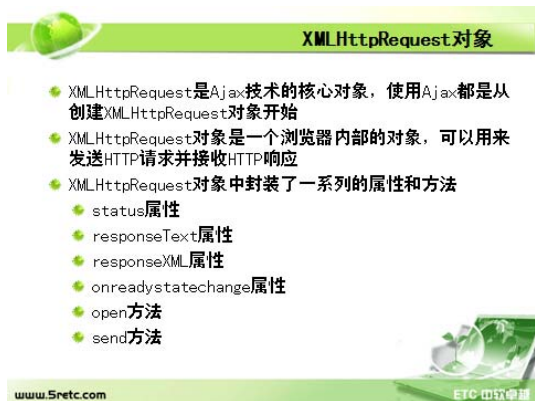 XMLHttpRequest对象
XMLHttpRequest是Ajax技术的核心对象，使用Ajax都是从
创建XMLHttpRequest对象开始
XMLHttpRequest对象是一个浏览器内部的对象，可以用来
发送HTTP请求并接收HTTP响应
XMLHttpRequest对象中封装了一系列的属性和方法
status属性
responseText属性
responseXML属性
onreadystatechange属性
open方法
send方法
www.5retc.com
ETC 中软卓越